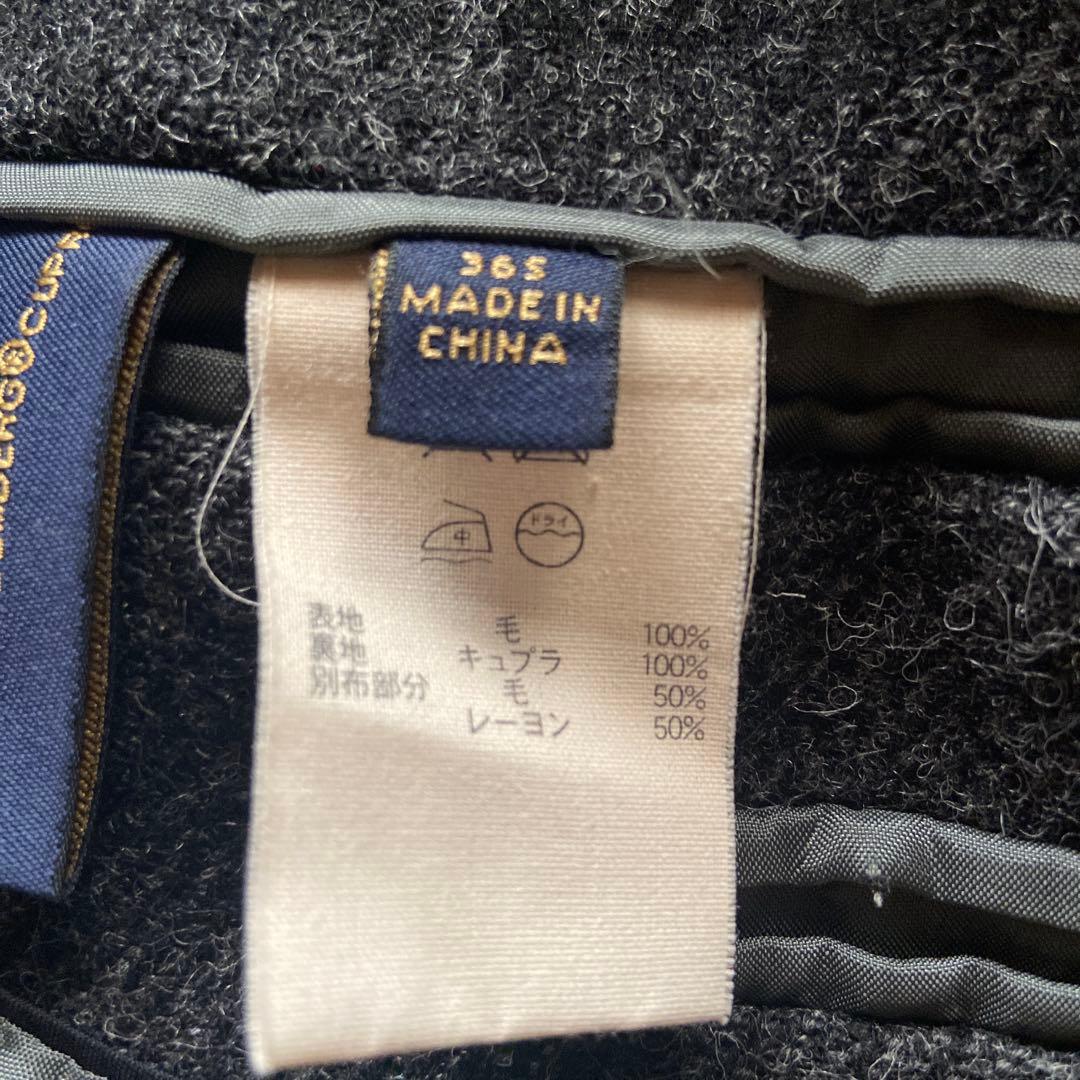 365
MADE IN
CHINA
中 ドライ
表地 毛 100%
裏地 キュプラ 100%
別布部分 毛 50%
レーヨン 50%